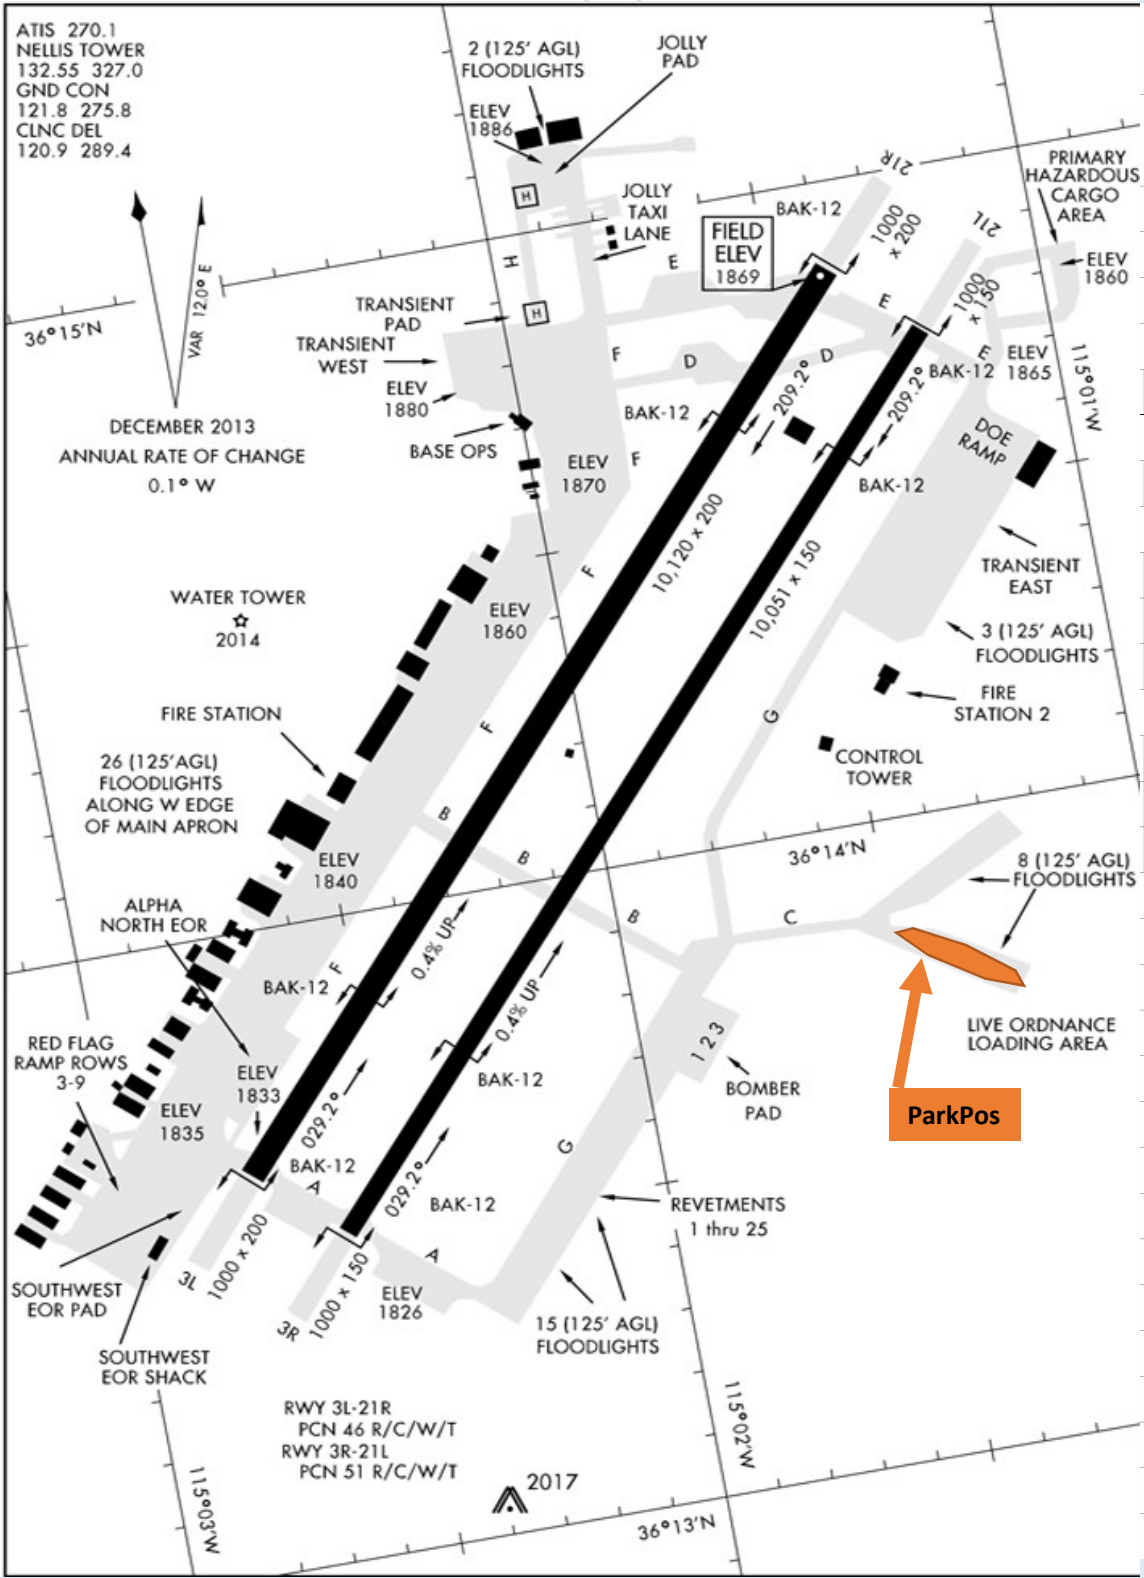 ATIS 270.1
NELLIS TOWER
132.55 327.0
GND CON
121.8 275.8
CLNC DEL
120.9 289.4
2 (125' AGL)
FLOODLIGHTS
JOLLY
PAD
ELEV
1886
H
JOLLY
TAXI
LANE
BAK-12
21R
1000
x 200
PRIMARY
HAZARDOUS
CARGO
AREA
21L
FIELD
ELEV
1869
ELEV
1860
H
E
E
1000
x 150
VAR 12.0° E
36°15'N
TRANSIENT
PAD
H
TRANSIENT
WEST
F
D
D
E
BAK-12
ELEV
1865
115°01'W
ELEV
1880
209.2°
209.2°
BAK-12
DECEMBER 2013
ANNUAL RATE OF CHANGE
0.1° W
BASE OPS
ELEV
1870
F
DOE
RAMP
BAK-12
10,120 x 200
10,051 x 150
TRANSIENT
EAST
F
WATER TOWER
2014
ELEV
1860
3 (125' AGL)
FLOODLIGHTS
FIRE STATION
F
G
FIRE
STATION 2
26 (125'AGL)
FLOODLIGHTS
ALONG W EDGE
OF MAIN APRON
CONTROL
TOWER
B
B
36°14'N
ELEV
1840
8 (125' AGL)
FLOODLIGHTS
ALPHA
NORTH EOR
B
C
0.4% UP
F
BAK-12
0.4% UP
RED FLAG
RAMP ROWS
3-9
1 2 3
LIVE ORDNANCE
LOADING AREA
ELEV
1833
BAK-12
BOMBER
PAD
ParkPos
ELEV
1835
029.2°
BAK-12
A
029.2°
G
BAK-12
REVETMENTS
1 thru 25
A
1000 x 200
3L
SOUTHWEST
EOR PAD
1000 x 150
3R
ELEV
1826
15 (125' AGL)
FLOODLIGHTS
SOUTHWEST
EOR SHACK
RWY 3L-21R
PCN 46 R/C/W/T
RWY 3R-21L
PCN 51 R/C/W/T
115°02'W
115°03'W
2017
36°13'N